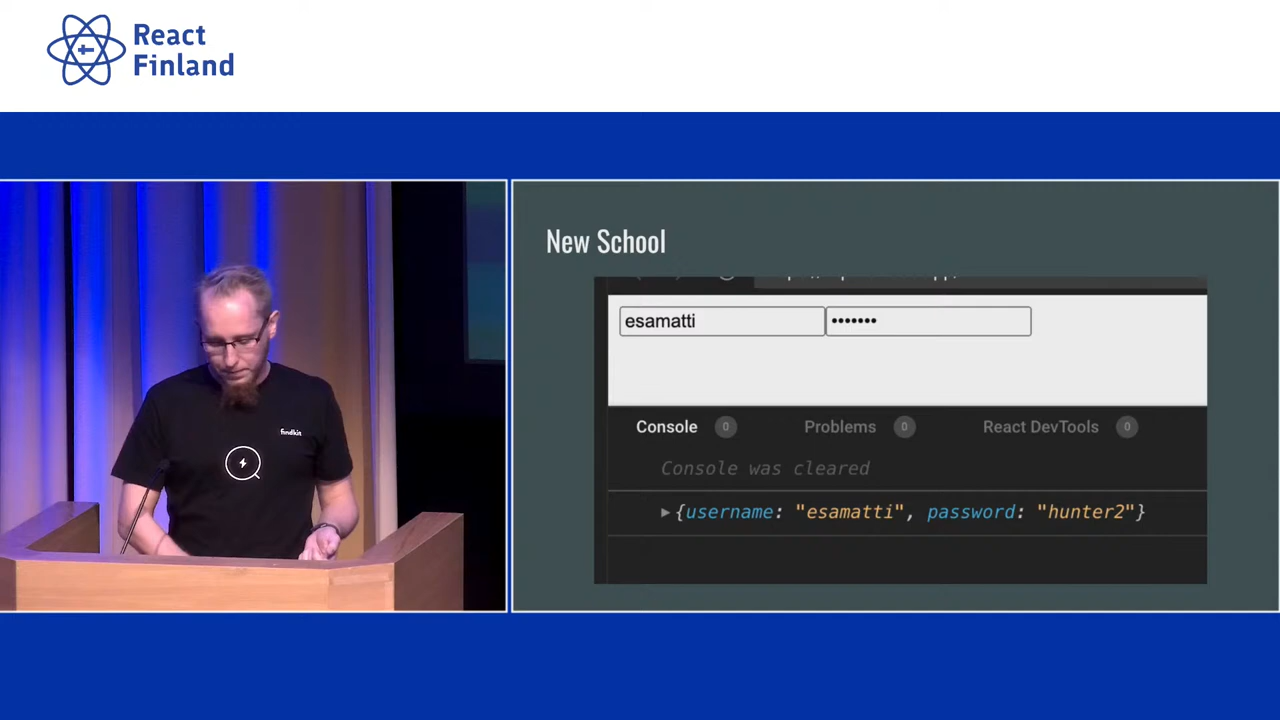 React
Finland
findkit
New School
esamatti •••••••
Console 0 Problems 0 React DevTools 0
Console was cleared
▶ {username: "esamatti", password: "hunter2"}